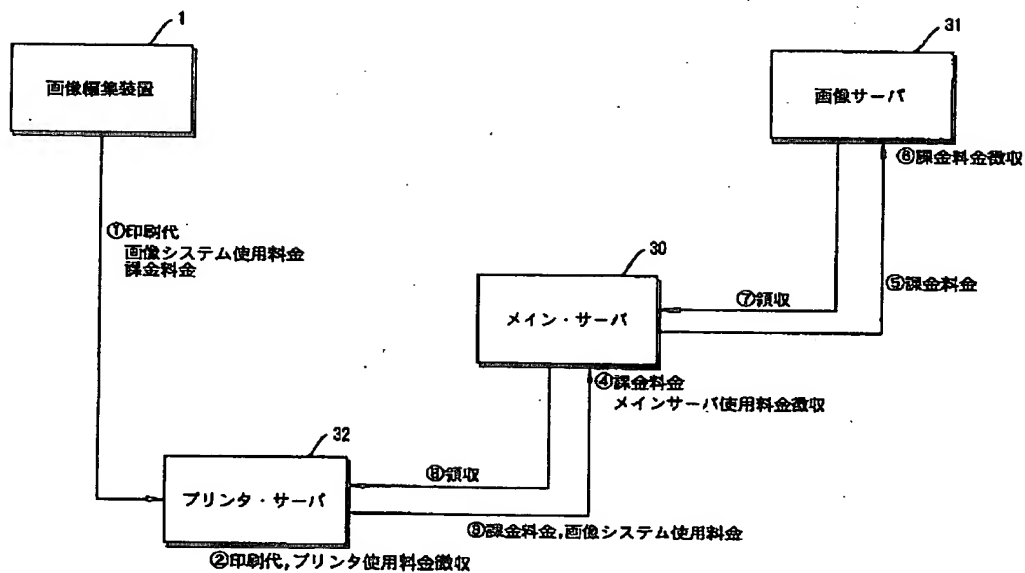 1
画像編集装置
31
画像サーバ
⑥課金料金徴収
①印刷代
画像システム使用料金
課金料金
30
メイン・サーバ
⑦領収
⑤課金料金
④課金料金
メインサーバ使用料金徴収
32
プリンタ・サーバ
⑧領収
③課金料金,画像システム使用料金
②印刷代,プリンタ使用料金徴収